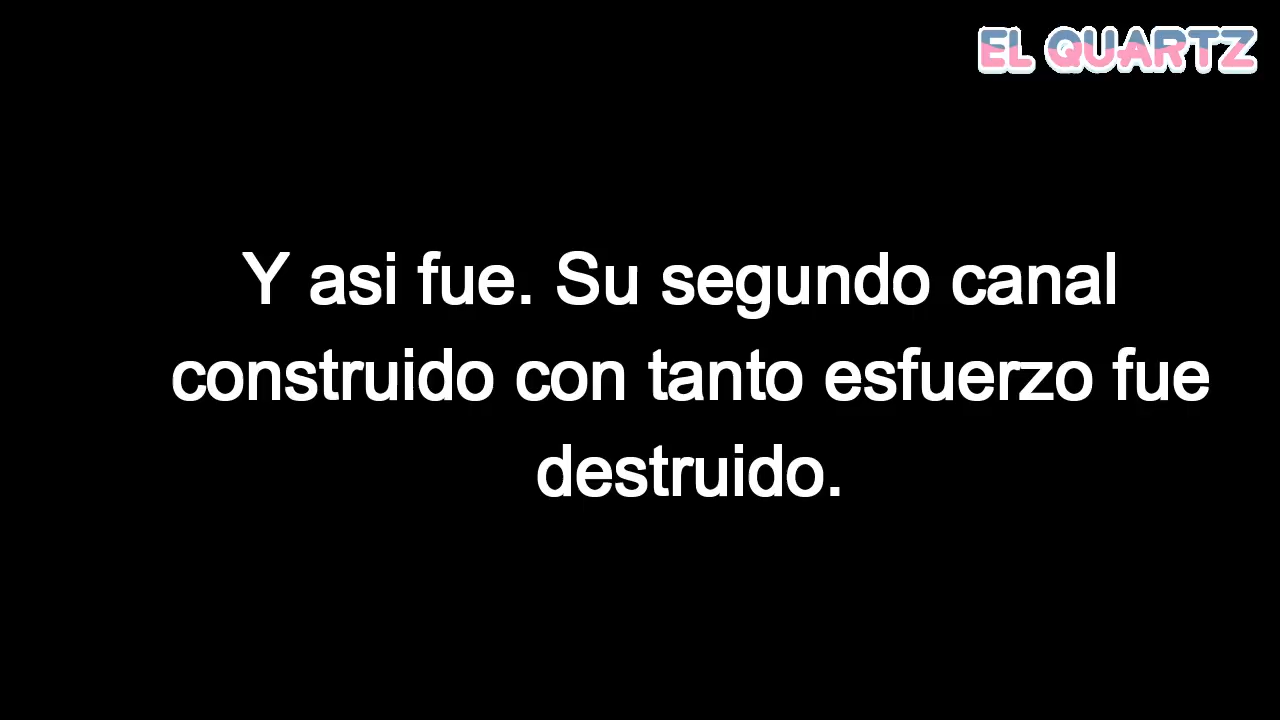 EL QUARTZ
Y asi fue. Su segundo canal
construido con tanto esfuerzo fue
destruido.